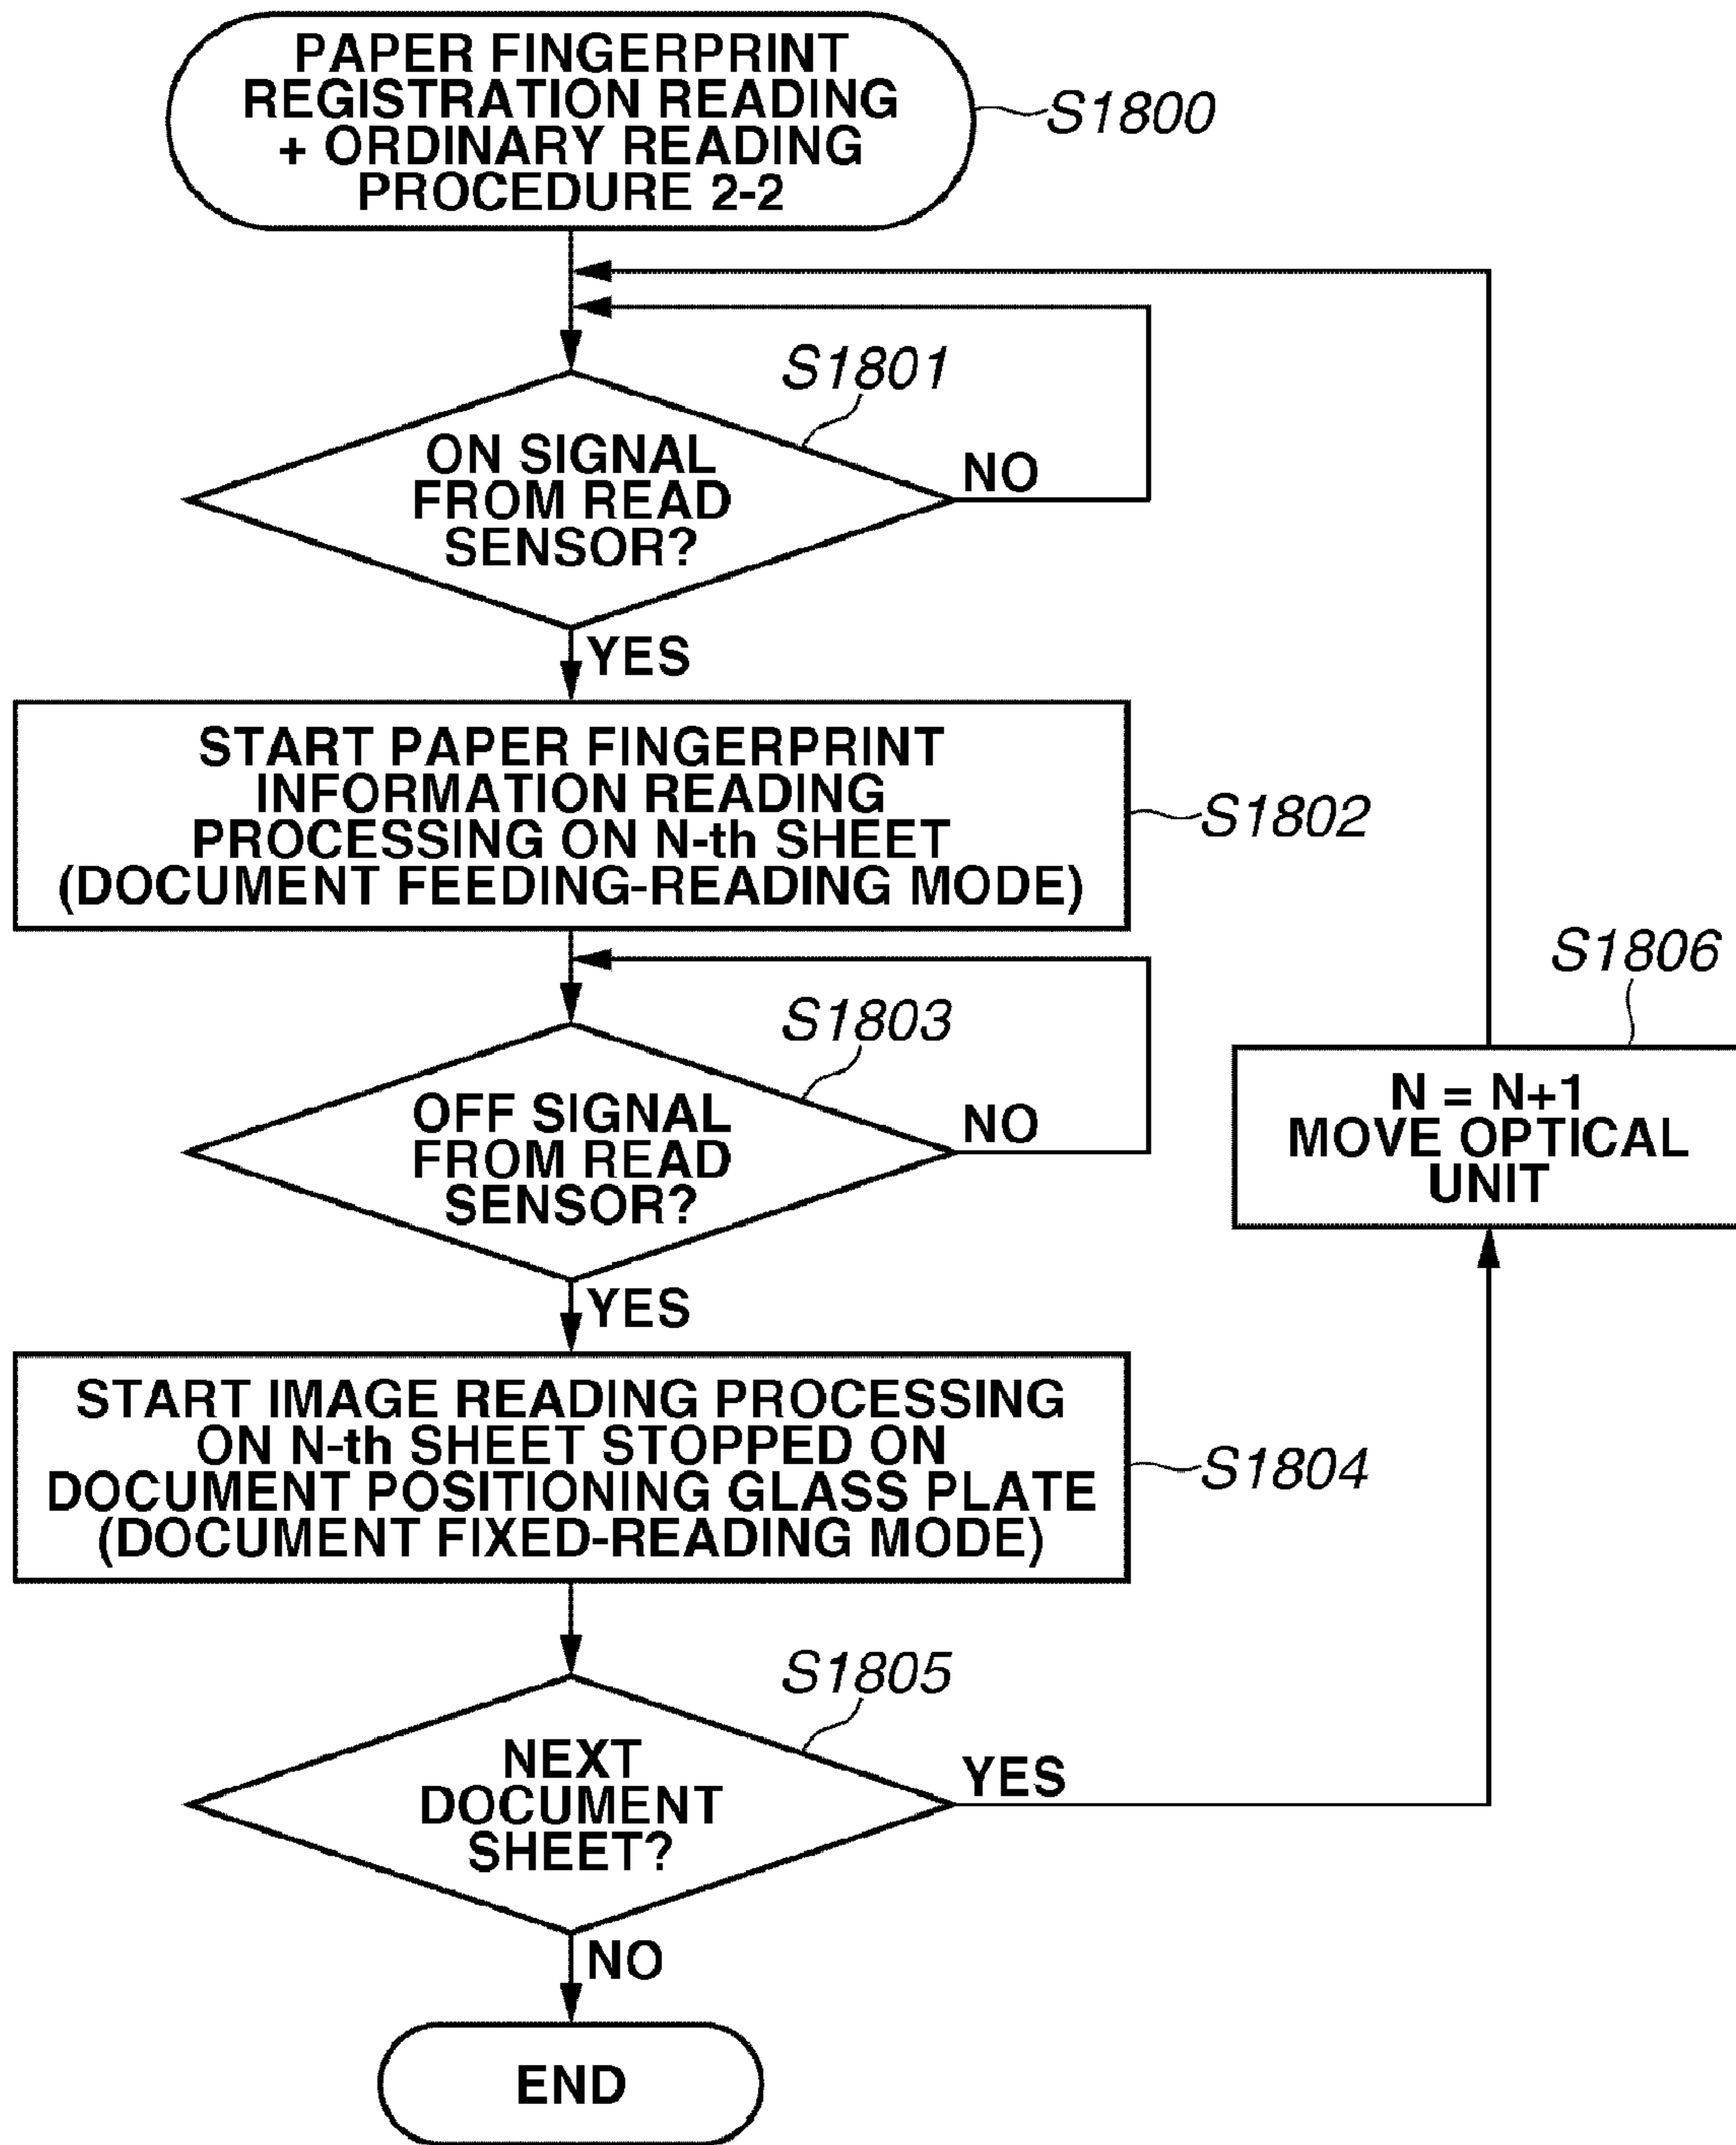 PAPER FINGERPRINT
REGISTRATION READING
+ ORDINARY READING
PROCEDURE 2-2
S1800
S1801
ON SIGNAL
FROM READ
SENSOR?
NO
YES
START PAPER FINGERPRINT
INFORMATION READING
PROCESSING ON N-th SHEET
(DOCUMENT FEEDING-READING MODE)
S1802
S1803
OFF SIGNAL
FROM READ
SENSOR?
NO
YES
S1806
N = N+1
MOVE OPTICAL
UNIT
START IMAGE READING PROCESSING
ON N-th SHEET STOPPED ON
DOCUMENT POSITIONING GLASS PLATE
(DOCUMENT FIXED-READING MODE)
S1804
S1805
NEXT
DOCUMENT
SHEET?
YES
NO
END